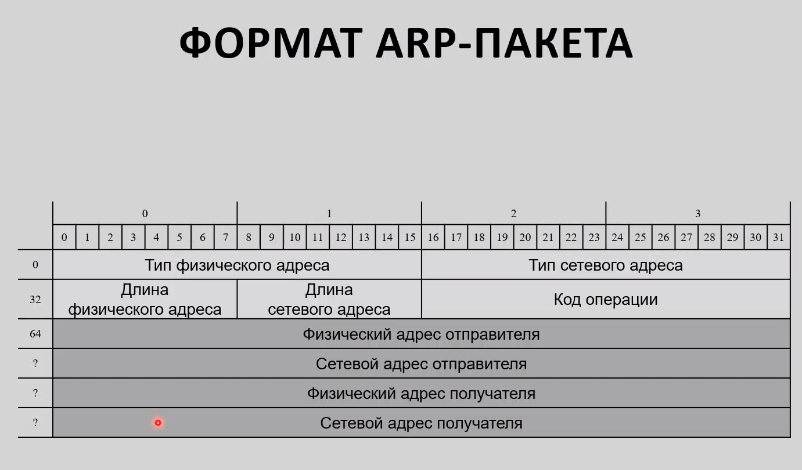 ФОРМАТ ARP-ПАКЕТА
0 1 2 3
0 1 2 3 4 5 6 7 8 9 10 11 12 13 14 15 16 17 18 19 20 21 22 23 24 25 26 27 28 29 30 31
0 Тип физического адреса Тип сетевого адреса
32 Длина физического адреса Длина сетевого адреса Код операции
64 Физический адрес отправителя
? Сетевой адрес отправителя
? Физический адрес получателя
? Сетевой адрес получателя